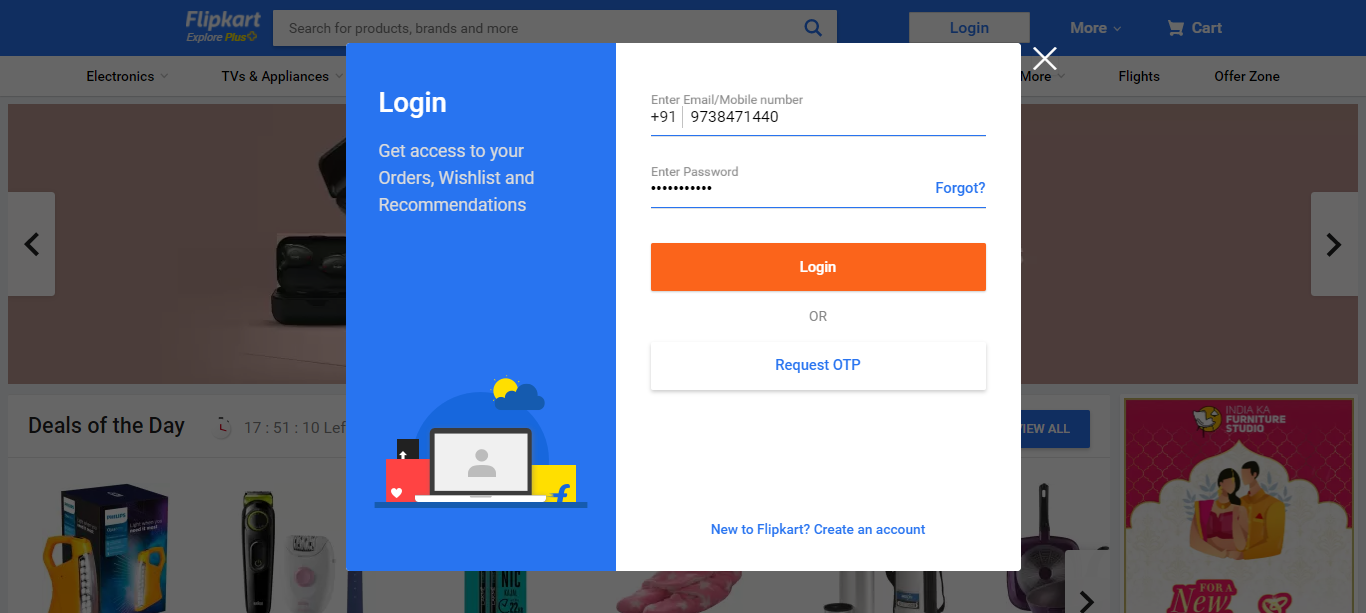 Flipkart
Explore Plus
Search for products, brands and more
Login
More
Cart
Electronics
TVs & Appliances
More
Flights
Offer Zone
Login
Get access to your
Orders, Wishlist and
Recommendations
Enter Email/Mobile number
+91 9738471440
Enter Password
•••••••••••
Forgot?
Login
OR
Request OTP
New to Flipkart? Create an account
Deals of the Day
17 : 51 : 10 Lef
VIEW ALL
INDIA KA
FURNITURE
STUDIO
PHILIPS
FOR A
New